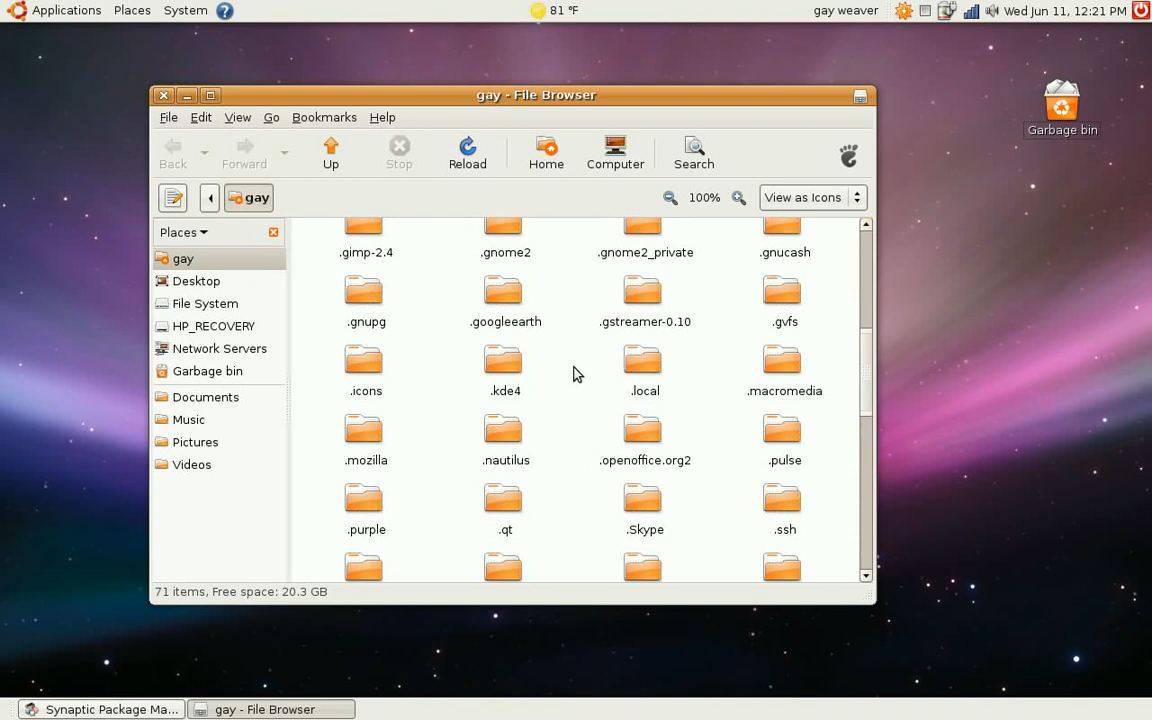 Applications Places System 81 °F gay weaver Wed Jun 11, 12:21 PM
Garbage bin
gay - File Browser
File Edit View Go Bookmarks Help
Back Forward Up Stop Reload Home Computer Search
gay 100% View as Icons
Places
gay
Desktop
File System
HP_RECOVERY
Network Servers
Garbage bin
Documents
Music
Pictures
Videos
.gimp-2.4 .gnome2 .gnome2_private .gnucash
.gnupg .googleearth .gstreamer-0.10 .gvfs
.icons .kde4 .local .macromedia
.mozilla .nautilus .openoffice.org2 .pulse
.purple .qt .Skype .ssh
71 items, Free space: 20.3 GB
Synaptic Package Ma... gay - File Browser